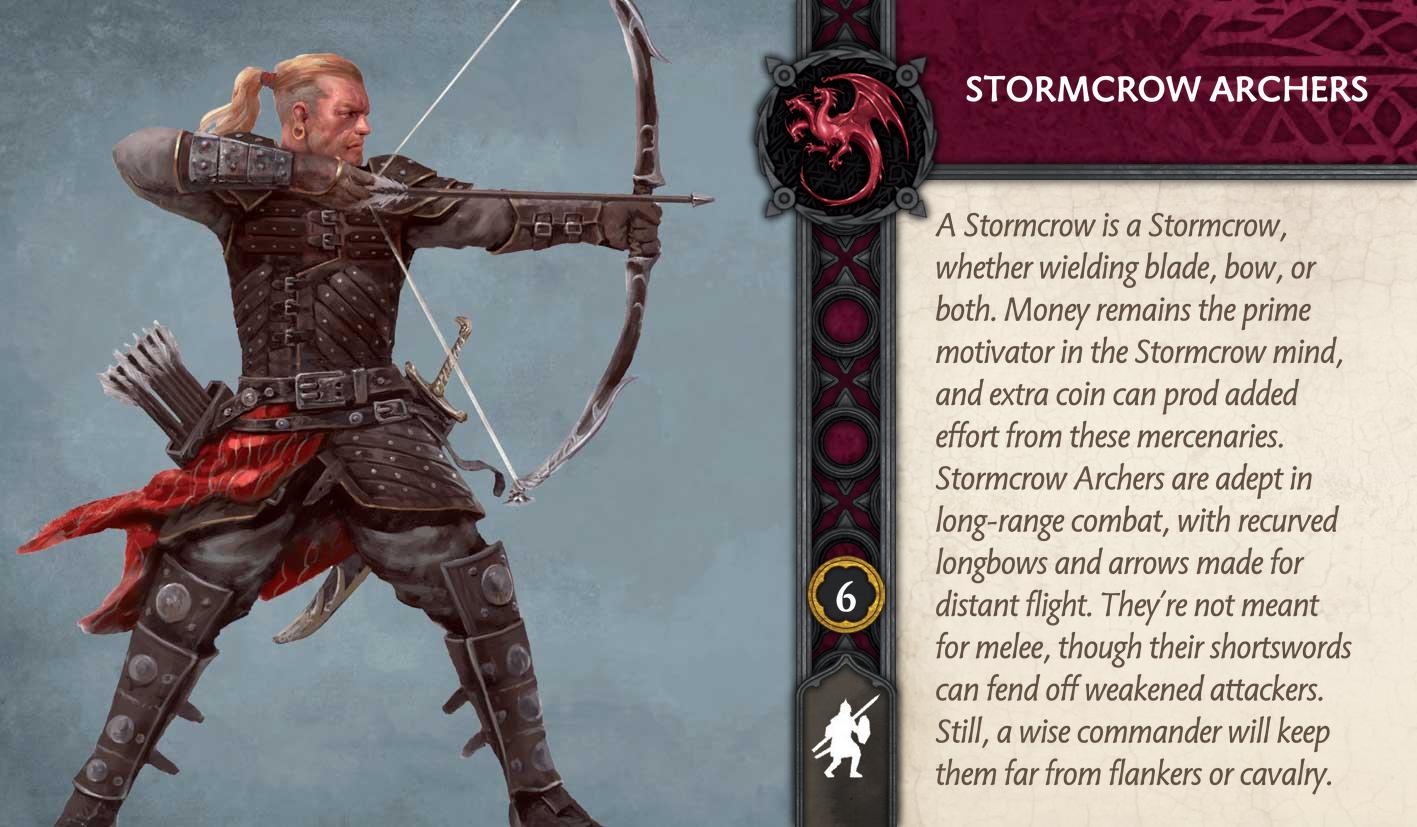 STORMCROW ARCHERS
A Stormcrow is a Stormcrow,
whether wielding blade, bow, or
both. Money remains the prime
motivator in the Stormcrow mind,
and extra coin can prod added
effort from these mercenaries.
Stormcrow Archers are adept in
long-range combat, with recurved
longbows and arrows made for
distant flight. They're not meant
for melee, though their shortswords
can fend off weakened attackers.
Still, a wise commander will keep
them far from flankers or cavalry.
6